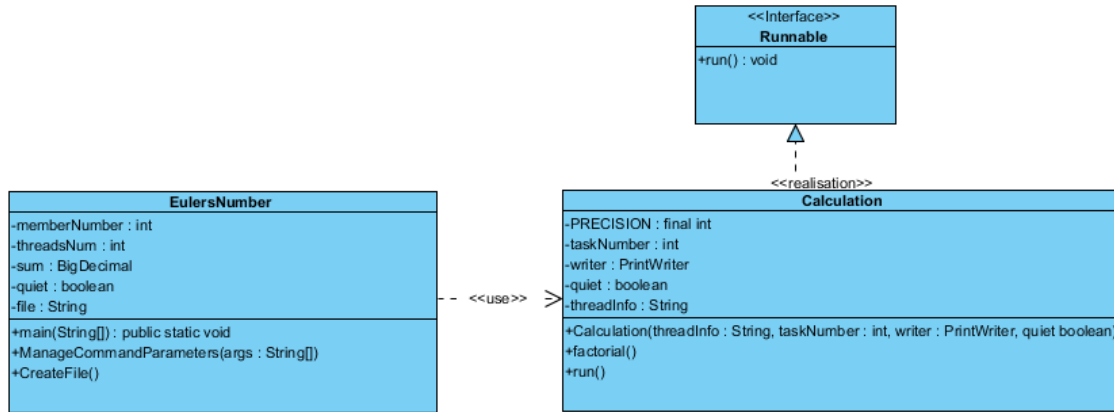 <<Interface>>
Runnable
+run() : void
<<realisation>>
EulersNumber
-memberNumber : int
-threadsNum : int
-sum : BigDecimal
-quiet : boolean
-file : String
+main(String[]) : public static void
+ManageCommandParameters(args : String[])
+CreateFile()
<<use>>
Calculation
-PRECISION : final int
-taskNumber : int
-writer : PrintWriter
-quiet : boolean
-threadInfo : String
+Calculation(threadInfo : String, taskNumber : int, writer : PrintWriter, quiet boolean)
+factorial()
+run()